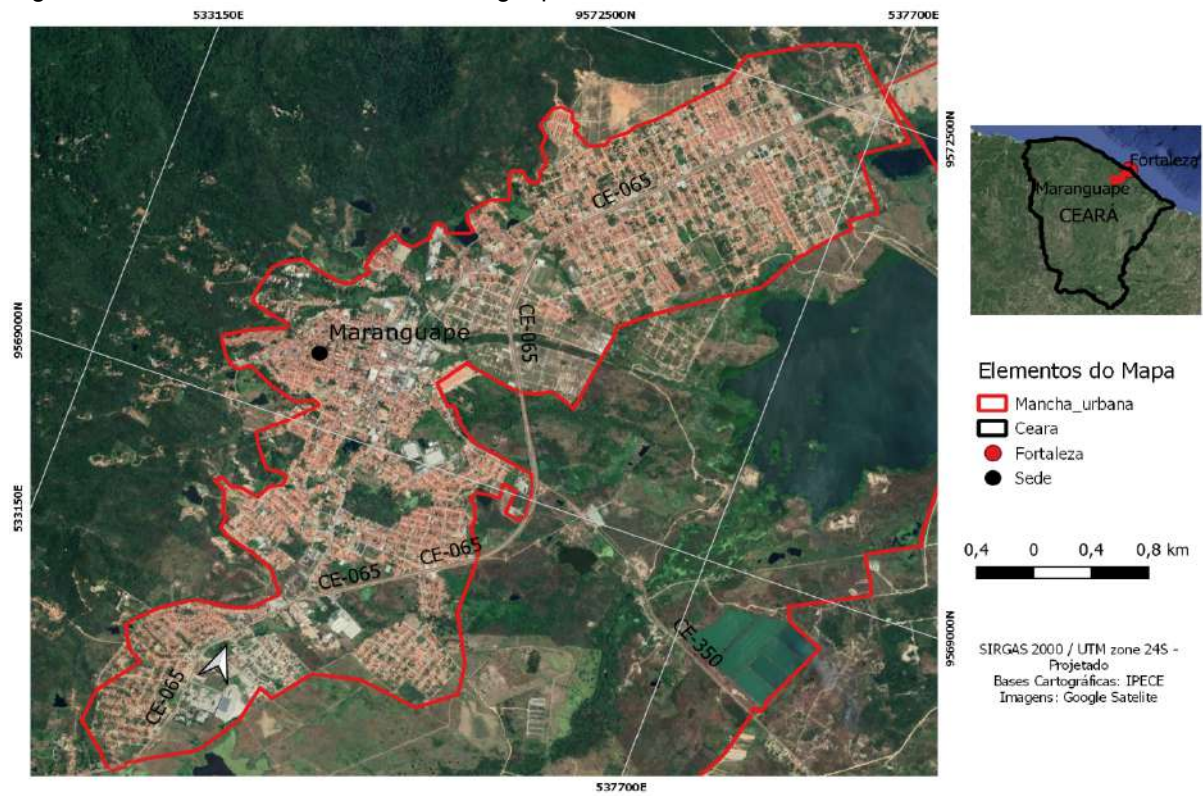 533150E
9572500N
537700E
9572500N
CE-065
Fortaleza
Maranguape
CEARÁ
9569000N
Maranguape
CE-065
Elementos do Mapa
Mancha_urbana
Ceara
Fortaleza
Sede
533150E
CE-065
CE-065
0,4 0 0,4 0,8 km
CE-350
9569000N
SIRGAS 2000 / UTM zone 24S -
Projetado
Bases Cartográficas: IPECE
Imagens: Google Satelite
CE-065
537700E